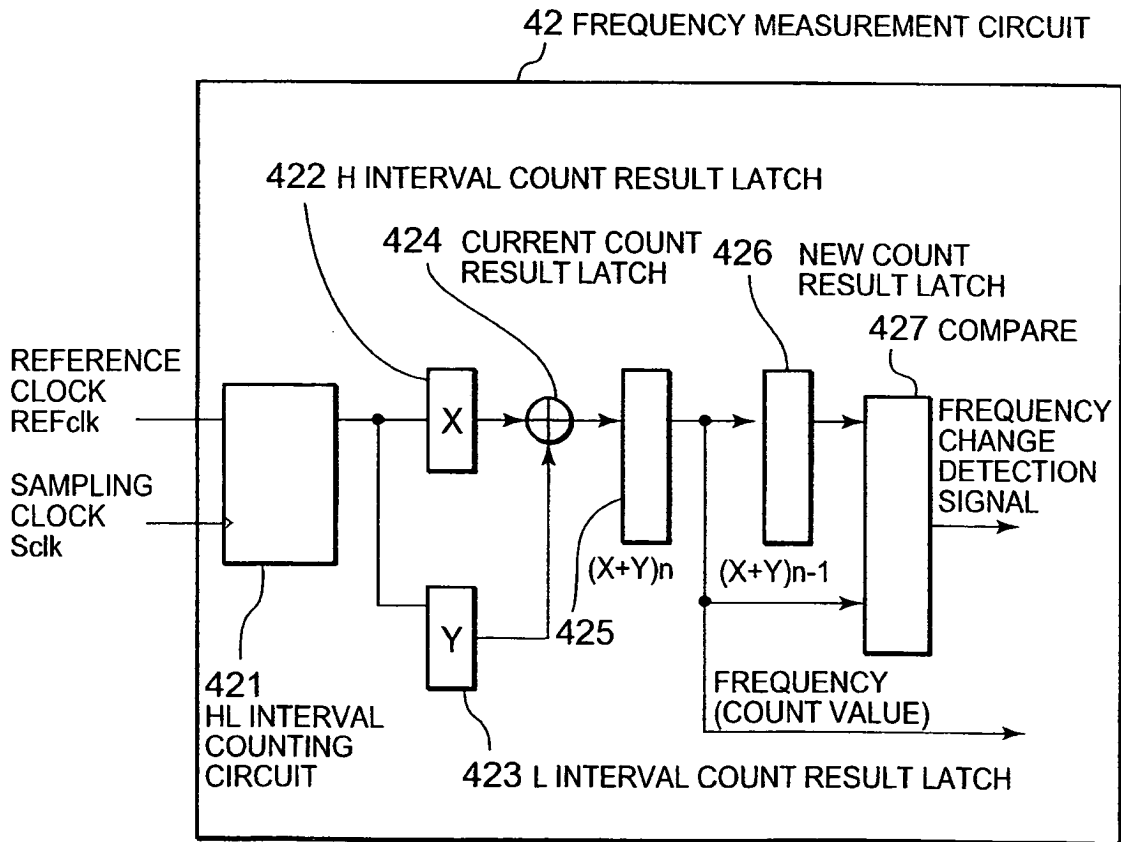 42 FREQUENCY MEASUREMENT CIRCUIT
422 H INTERVAL COUNT RESULT LATCH
424 CURRENT COUNT
RESULT LATCH
426 NEW COUNT
RESULT LATCH
427 COMPARE
REFERENCE
CLOCK
REFclk
SAMPLING
CLOCK
Sclk
X
Y
FREQUENCY
CHANGE
DETECTION
SIGNAL
(X+Y)n
(X+Y)n-1
425
421
HL INTERVAL
COUNTING
CIRCUIT
FREQUENCY
(COUNT VALUE)
423 L INTERVAL COUNT RESULT LATCH